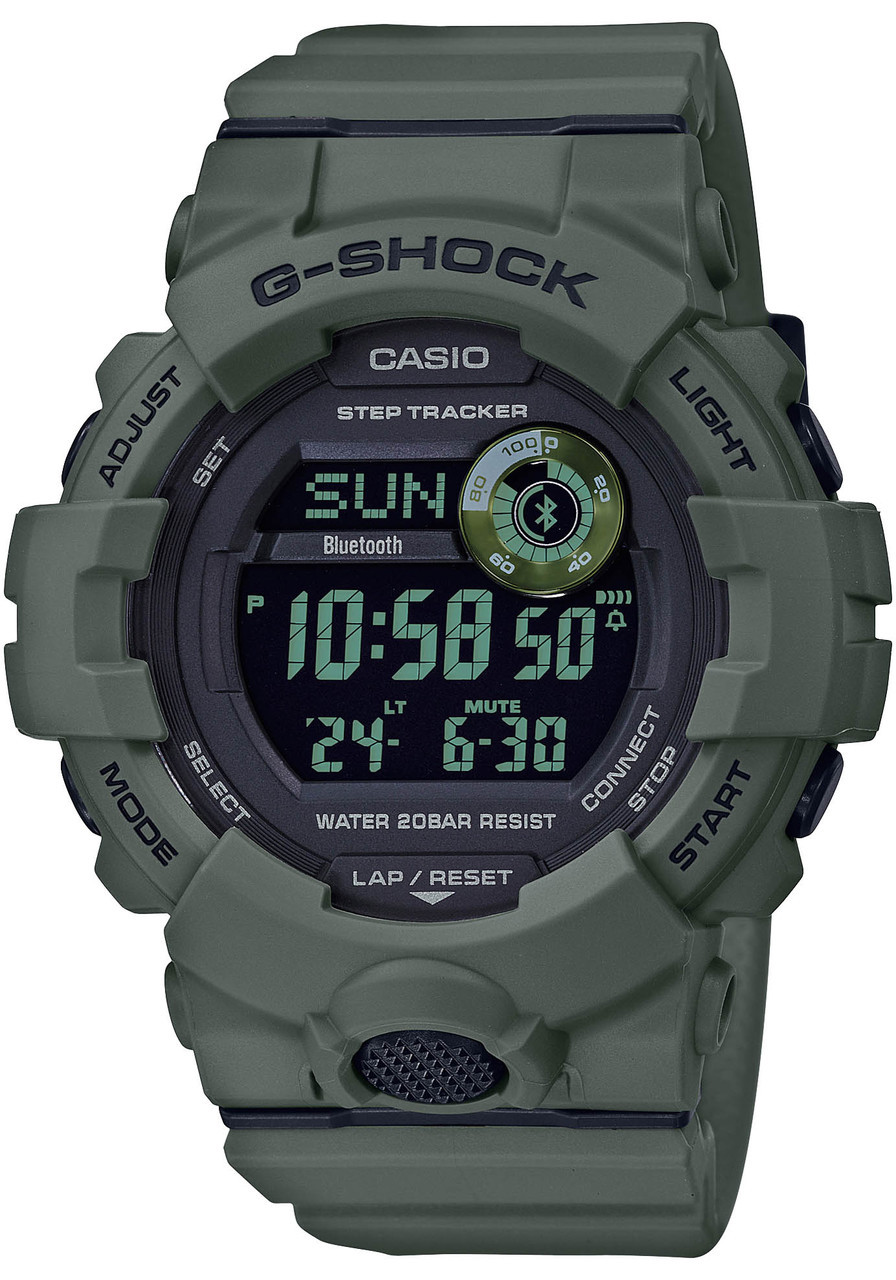 G-SHOCK
CASIO
STEP TRACKER
ADJUST
SET
LIGHT
SUN
100 0
20
40
60
80
Bluetooth
P 10:58 50
LT MUTE
24- 6-30
SELECT
MODE
CONNECT
STOP
START
WATER 20BAR RESIST
LAP / RESET